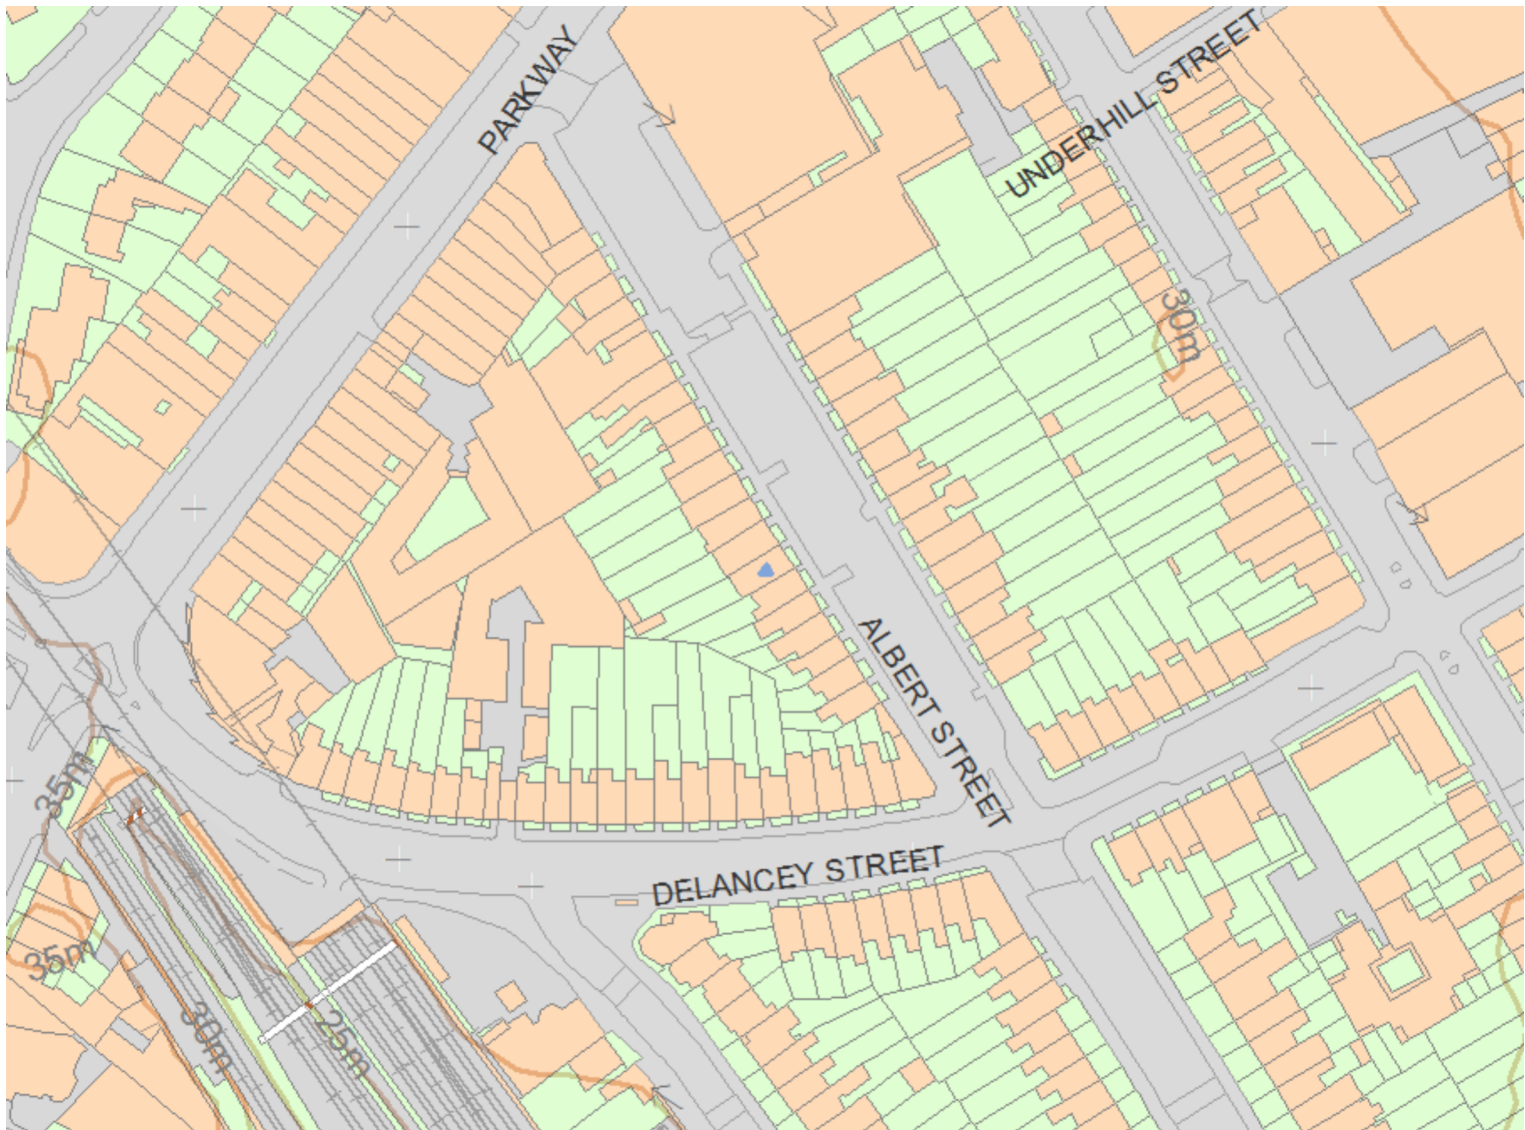 PARKWAY
UNDERHILL STREET
30m
ALBERT STREET
35m
DELANCEY STREET
35m
30m
25m